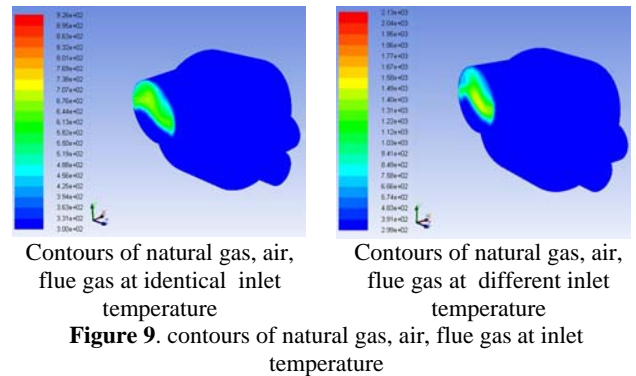 9.26e+02
8.95e+02
8.63e+02
8.32e+02
8.01e+02
7.69e+02
7.38e+02
7.07e+02
6.76e+02
6.44e+02
6.13e+02
5.82e+02
5.50e+02
5.19e+02
4.88e+02
4.56e+02
4.25e+02
3.94e+02
3.63e+02
3.31e+02
3.00e+02
Contours of natural gas, air,
flue gas at identical inlet
temperature
2.13e+03
2.04e+03
1.95e+03
1.86e+03
1.77e+03
1.67e+03
1.58e+03
1.49e+03
1.40e+03
1.31e+03
1.22e+03
1.12e+03
1.03e+03
9.41e+02
8.49e+02
7.58e+02
6.66e+02
5.74e+02
4.83e+02
3.91e+02
2.99e+02
Contours of natural gas, air,
flue gas at different inlet
temperature
Figure 9. contours of natural gas, air, flue gas at inlet
temperature